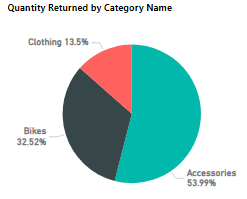 Quantity Returned by Category Name
Clothing 13.5%
Bikes
32.52%
Accessories
53.99%